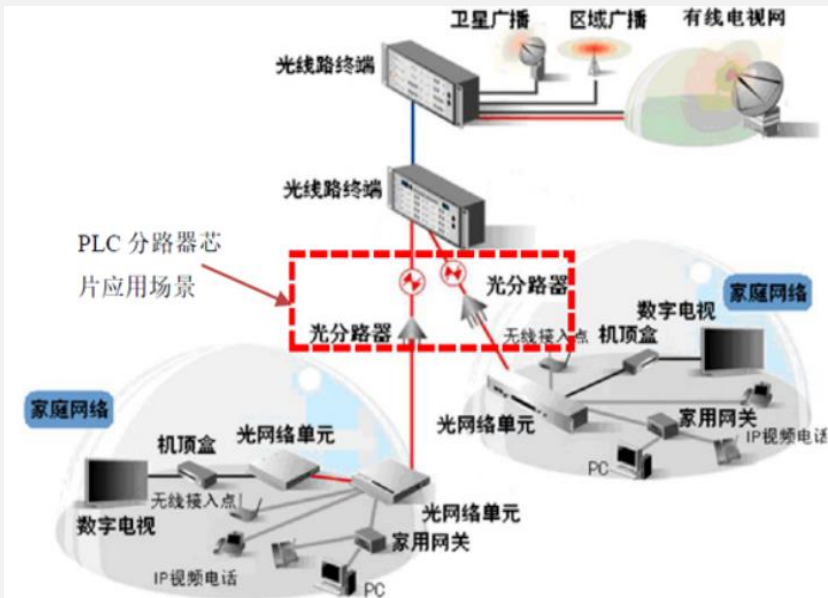 卫星广播
区域广播
有线电视网
光线路终端
光线路终端
PLC 分路器芯
片应用场景
光分路器
光分路器
家庭网络
数字电视
机顶盒
无线接入点
光网络单元
家用网关
IP视频电话
PC
家庭网络
机顶盒
光网络单元
无线接入点
数字电视
光网络单元
家用网关
IP视频电话
PC